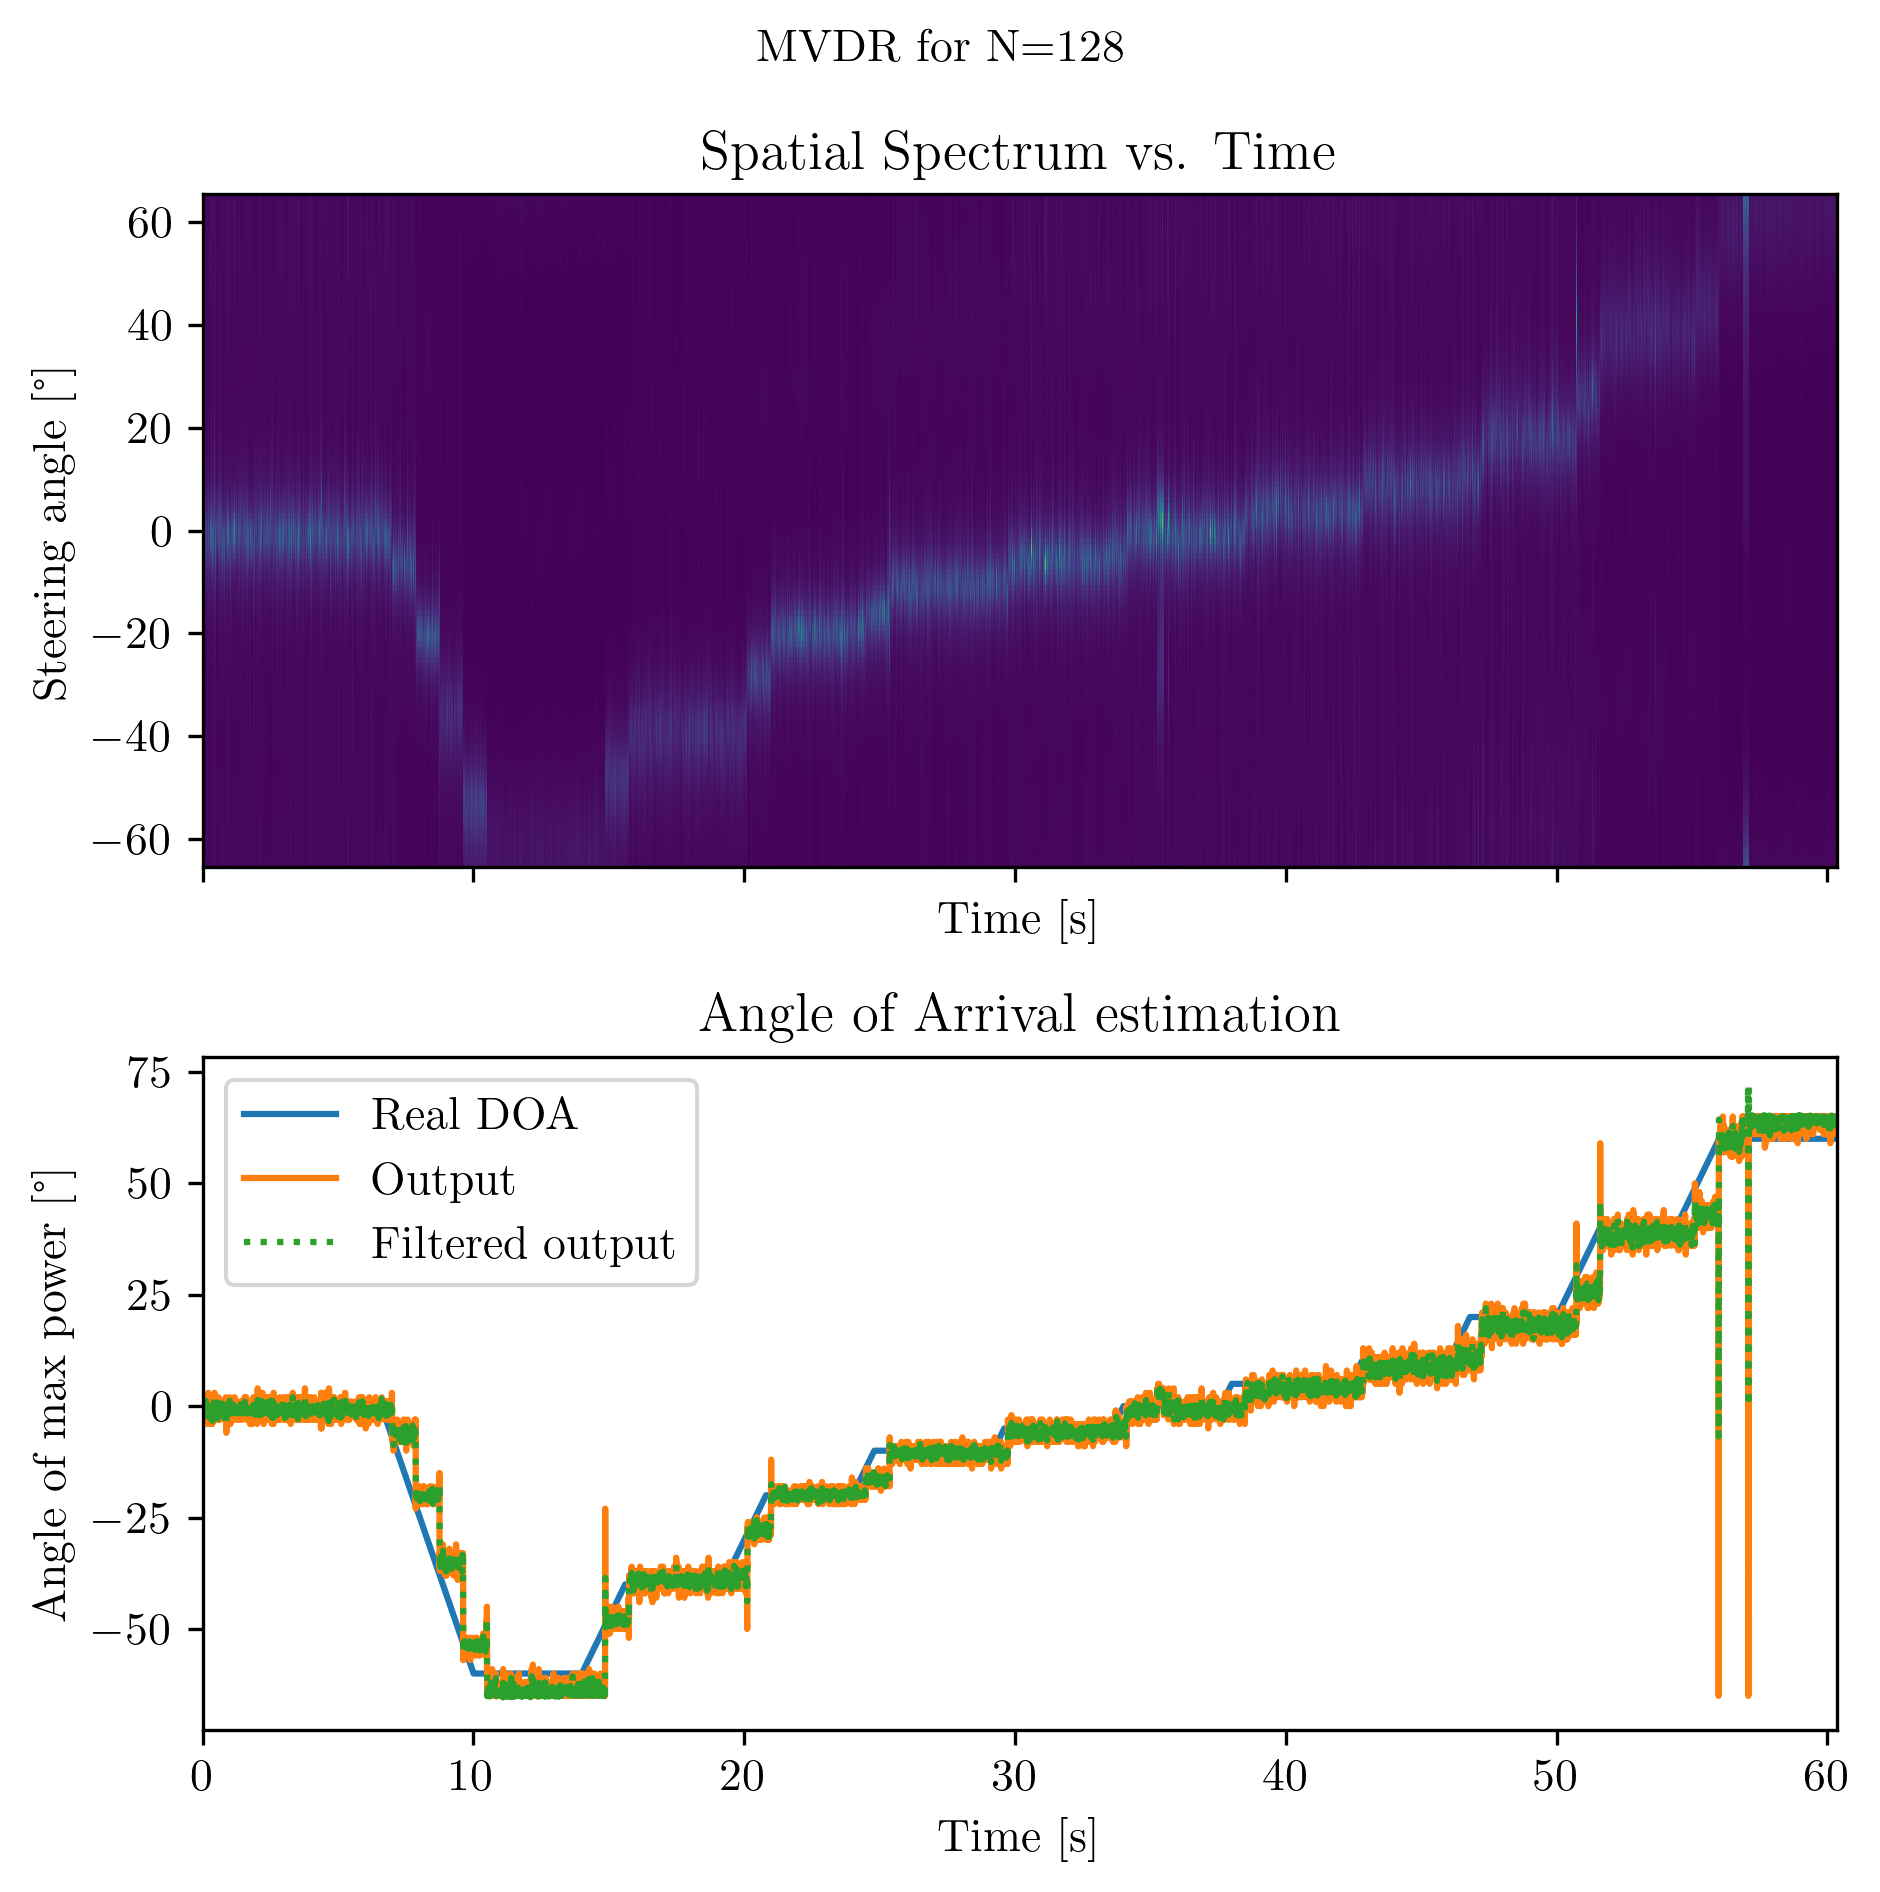 MVDR for N=128
Spatial Spectrum vs. Time
60
40
20
0
−20
−40
−60
Steering angle [°]
Time [s]
Angle of Arrival estimation
75
50
25
0
−25
−50
Angle of max power [°]
Real DOA
Output
Filtered output
0 10 20 30 40 50 60
Time [s]